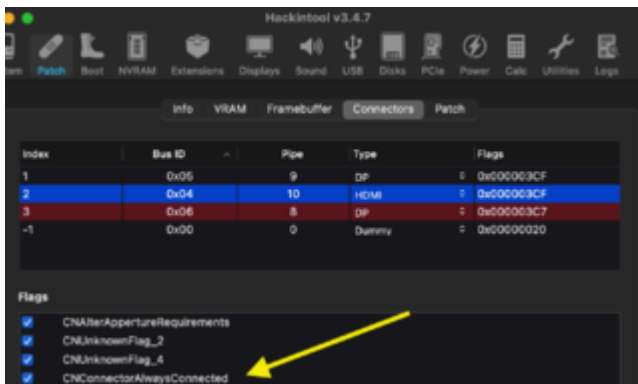 Hackintool v3.4.7
Patch Boot NVRAM Extensions Displays Sound USB Disks PCIe Power Calc Utilities Logs
Info VRAM Framebuffer Connectors Patch
Index Bus ID Pipe Type Flags
1 0x05 9 DP 0x000003CF
2 0x04 10 HDMI 0x000003CF
3 0x06 8 DP 0x000003C7
-1 0x00 0 Dummy 0x00000020
Flags
CNAlterAppertureRequirements
CNUnknownFlag_2
CNUnknownFlag_4
CNConnectorAlwaysConnected